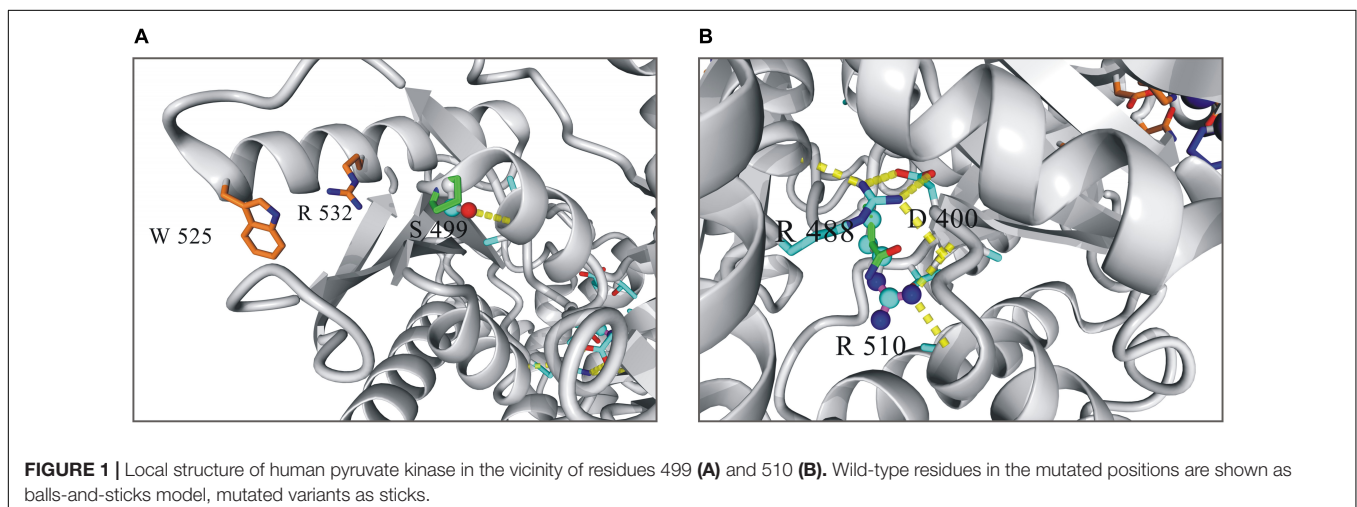 A
B
W 525
R 532
S 499
R 488
D 400
R 510
FIGURE 1 | Local structure of human pyruvate kinase in the vicinity of residues 499 (A) and 510 (B). Wild-type residues in the mutated positions are shown as
balls-and-sticks model, mutated variants as sticks.